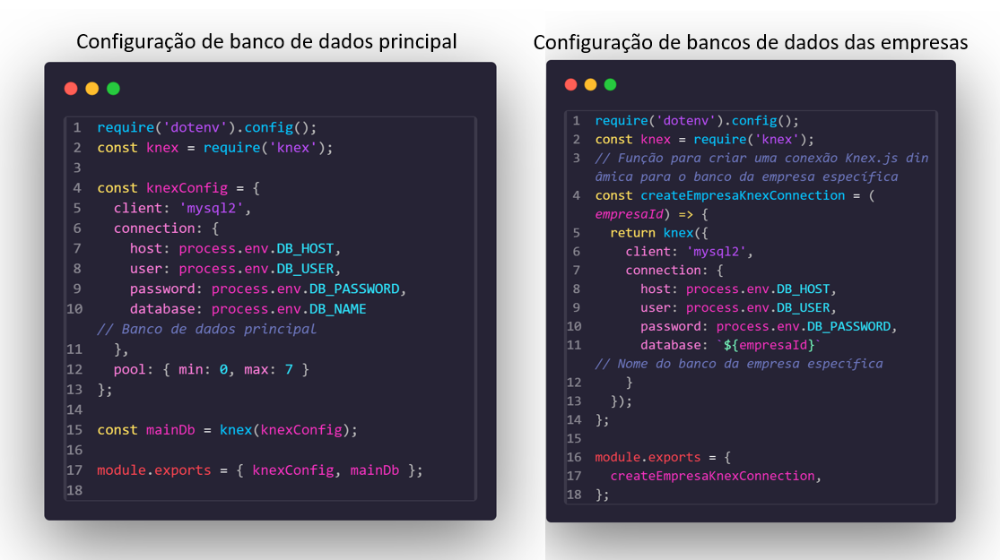 Configuração de banco de dados principal
1 require('dotenv').config();
2 const knex = require('knex');
3
4 const knexConfig = {
5 client: 'mysql2',
6 connection: {
7 host: process.env.DB_HOST,
8 user: process.env.DB_USER,
9 password: process.env.DB_PASSWORD,
10 database: process.env.DB_NAME
// Banco de dados principal
11 },
12 pool: { min: 0, max: 7 }
13 };
14
15 const mainDb = knex(knexConfig);
16
17 module.exports = { knexConfig, mainDb };
18
Configuração de bancos de dados das empresas
1 require('dotenv').config();
2 const knex = require('knex');
3 // Função para criar uma conexão Knex.js din
âmica para o banco da empresa específica
4 const createEmpresaKnexConnection = (
empresaId) => {
5 return knex({
6 client: 'mysql2',
7 connection: {
8 host: process.env.DB_HOST,
9 user: process.env.DB_USER,
10 password: process.env.DB_PASSWORD,
11 database: `${empresaId}`
// Nome do banco da empresa específica
12 }
13 });
14 };
15
16 module.exports = {
17 createEmpresaKnexConnection,
18 };